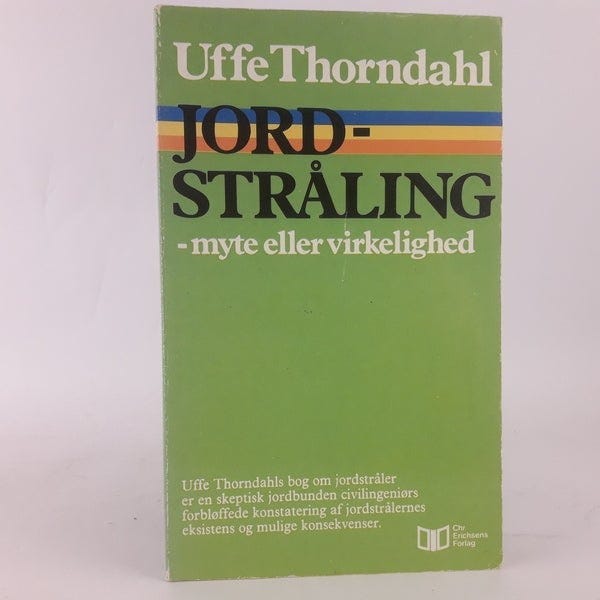 Uffe Thorndahl
JORD-
STRÅLING
- myte eller virkelighed
Uffe Thorndahls bog om jordstråler
er en skeptisk jordbunden civilingeniørs
forbløffede konstatering af jordstrålernes
eksistens og mulige konsekvenser.
Chr
Erichsens
Forlag